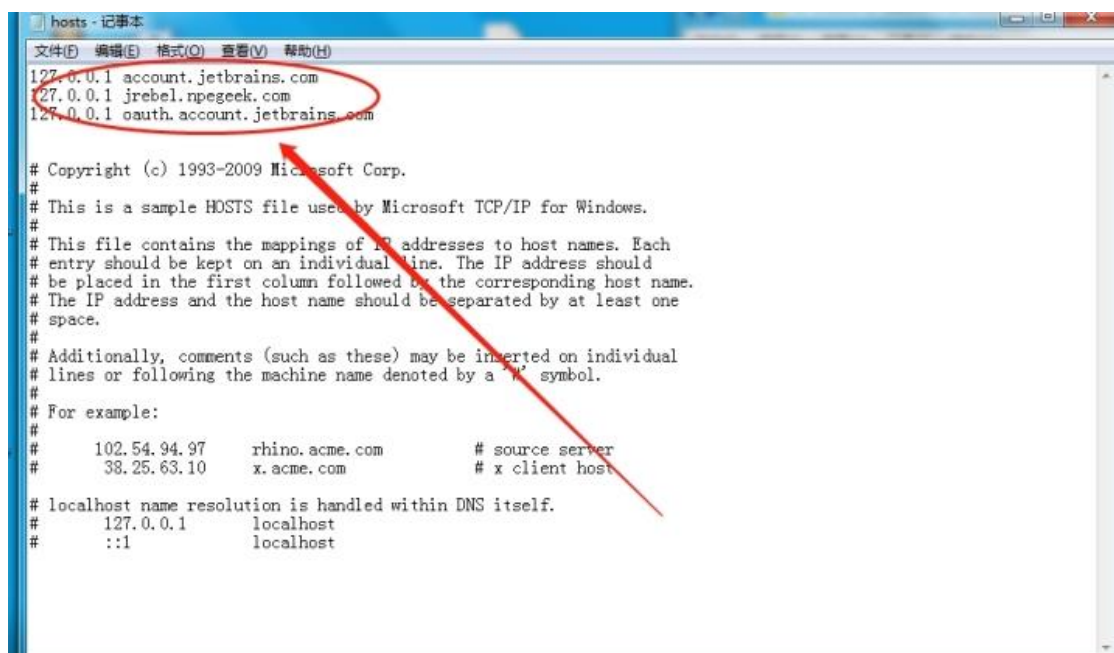 hosts - 记事本
文件(F) 编辑(E) 格式(O) 查看(V) 帮助(H)
127.0.0.1 account.jetbrains.com
127.0.0.1 jrebel.npegeek.com
127.0.0.1 oauth.account.jetbrains.com
# Copyright (c) 1993-2009 Microsoft Corp.
#
# This is a sample HOSTS file used by Microsoft TCP/IP for Windows.
#
# This file contains the mappings of IP addresses to host names. Each
# entry should be kept on an individual line. The IP address should
# be placed in the first column followed by the corresponding host name.
# The IP address and the host name should be separated by at least one
# space.
#
# Additionally, comments (such as these) may be inserted on individual
# lines or following the machine name denoted by a '#' symbol.
#
# For example:
#
# 102.54.94.97 rhino.acme.com # source server
# 38.25.63.10 x.acme.com # x client host
# localhost name resolution is handled within DNS itself.
# 127.0.0.1 localhost
# ::1 localhost